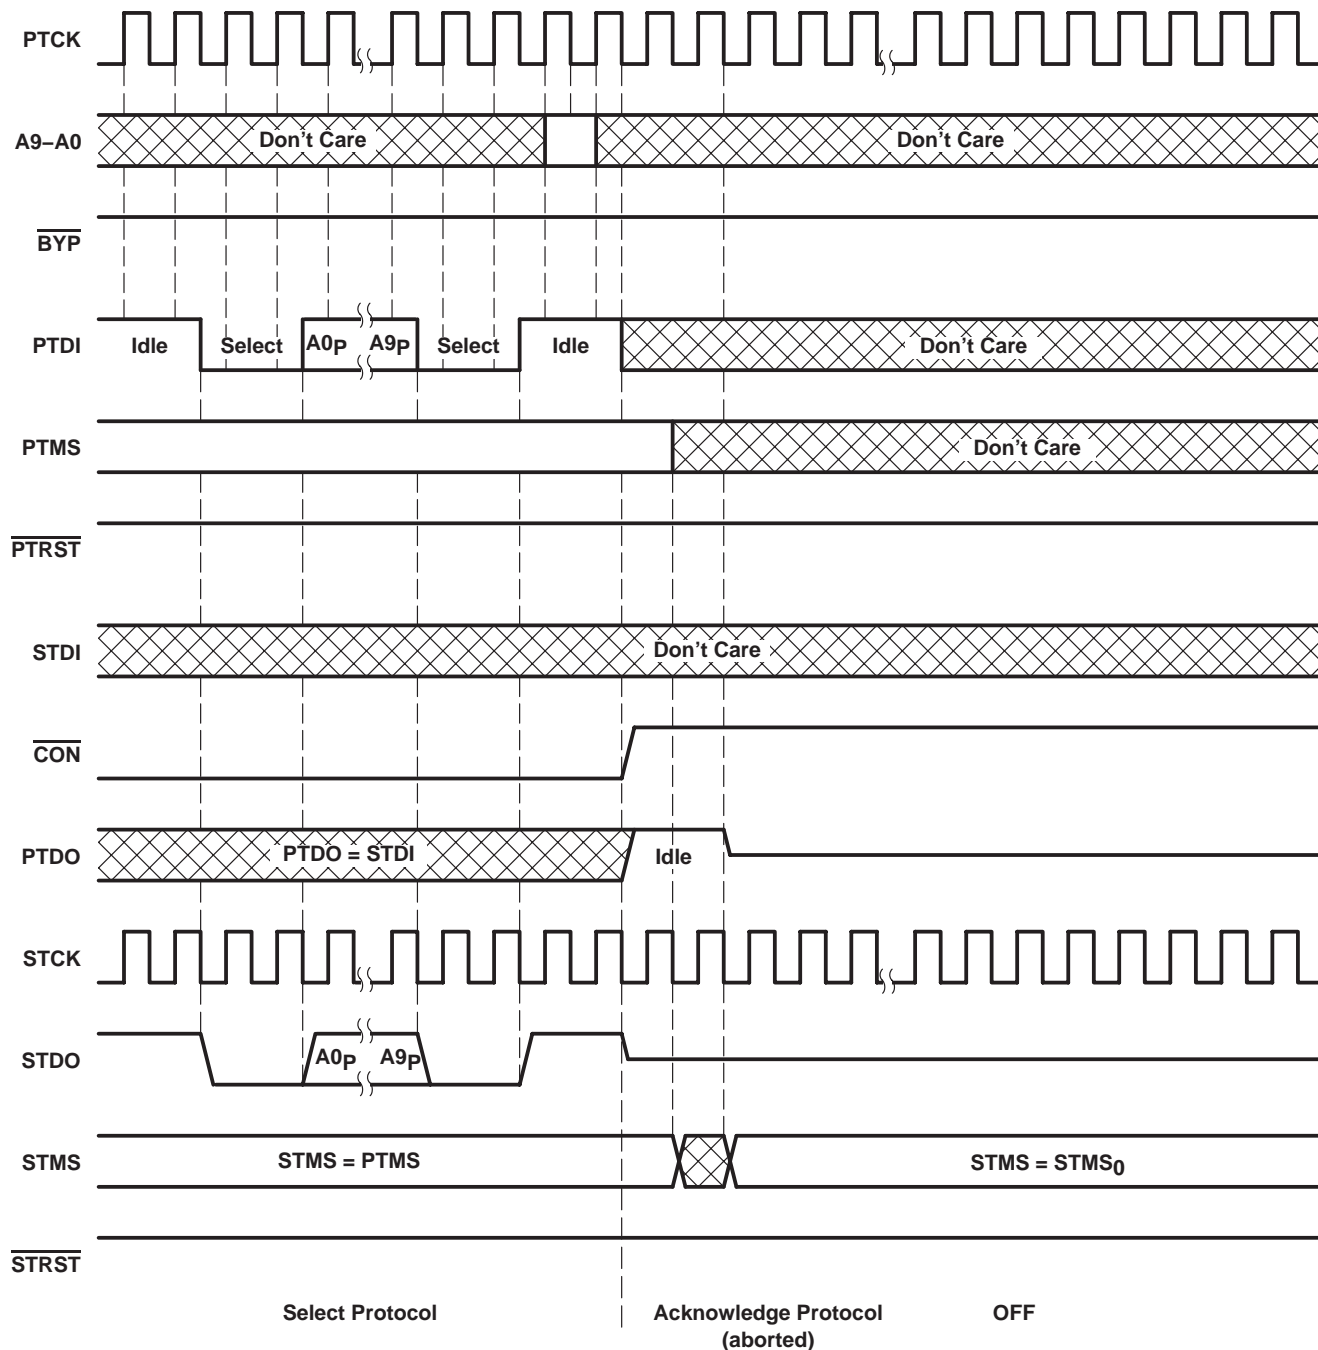 PTCK
A9–A0 Don't Care Don't Care
BYP
PTDI Idle Select A0P A9P Select Idle Don't Care
PTMS Don't Care
PTRST
STDI Don't Care
CON
PTDO PTDO = STDI Idle
STCK
STDO A0P A9P
STMS STMS = PTMS STMS = STMS0
STRST
Select Protocol Acknowledge Protocol OFF
(aborted)